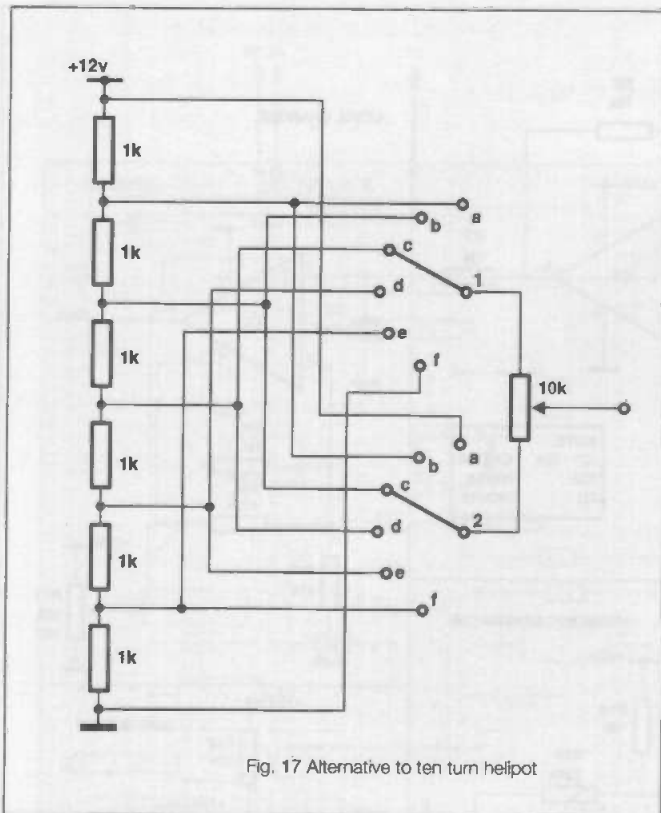 +12v
1k
1k
1k
1k
1k
1k
a
b
c
d
e
f
1
10k
a
b
c
d
e
f
2
Fig. 17 Alternative to ten turn helipot